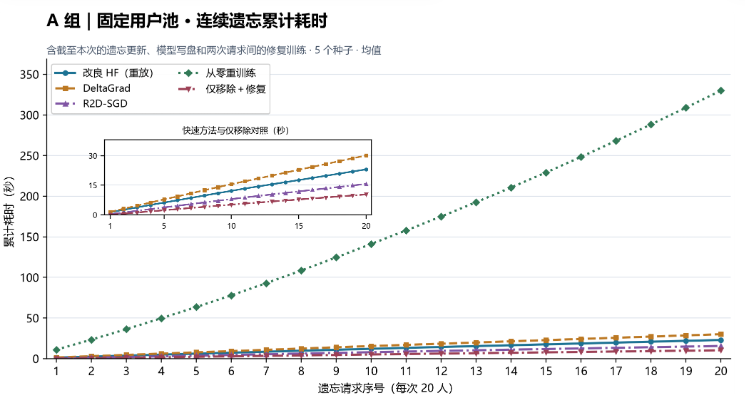 A 组｜固定用户池・连续遗忘累计耗时
含截至本次的遗忘更新、模型写盘和两次请求间的修复训练・5 个种子・均值
改良 HF（重放）
DeltaGrad
R2D-SGD
从零重训练
仅移除＋修复
累计耗时（秒）
350
300
250
200
150
100
50
0
快速方法与仅移除对照（秒）
30
15
0
1 5 10 15 20
1 2 3 4 5 6 7 8 9 10 11 12 13 14 15 16 17 18 19 20
遗忘请求序号（每次 20 人）